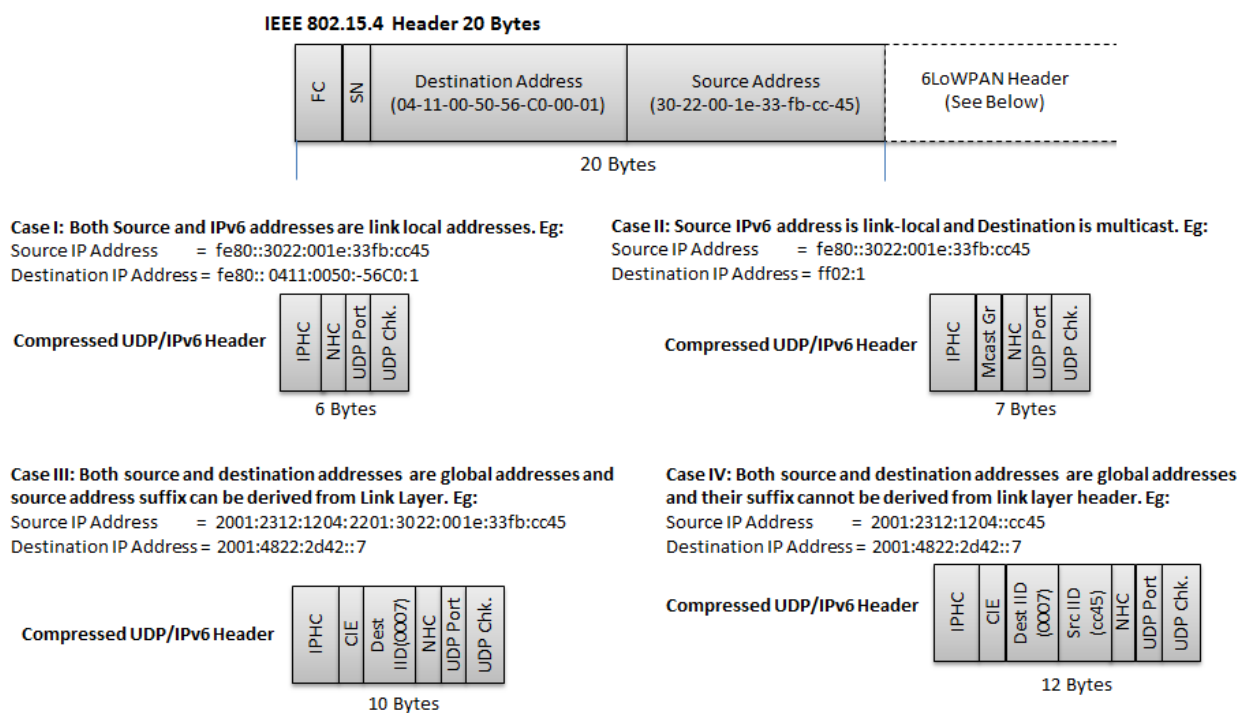 IEEE 802.15.4 Header 20 Bytes
FC
SN
Destination Address
(04-11-00-50-56-C0-00-01)
Source Address
(30-22-00-1e-33-fb-cc-45)
6LoWPAN Header
(See Below)
20 Bytes
Case I: Both Source and IPv6 addresses are link local addresses. Eg:
Source IP Address = fe80::3022:001e:33fb:cc45
Destination IP Address = fe80:: 0411:0050:-56C0:1
Compressed UDP/IPv6 Header
IPHC
NHC
UDP Port
UDP Chk.
6 Bytes
Case II: Source IPv6 address is link-local and Destination is multicast. Eg:
Source IP Address = fe80::3022:001e:33fb:cc45
Destination IP Address = ff02:1
Compressed UDP/IPv6 Header
IPHC
Mcast Gr
NHC
UDP Port
UDP Chk.
7 Bytes
Case III: Both source and destination addresses are global addresses and
source address suffix can be derived from Link Layer. Eg:
Source IP Address = 2001:2312:1204:2201:3022:001e:33fb:cc45
Destination IP Address = 2001:4822:2d42::7
Compressed UDP/IPv6 Header
IPHC
CIE
Dest
IID(0007)
NHC
UDP Port
UDP Chk.
10 Bytes
Case IV: Both source and destination addresses are global addresses
and their suffix cannot be derived from link layer header. Eg:
Source IP Address = 2001:2312:1204::cc45
Destination IP Address = 2001:4822:2d42::7
Compressed UDP/IPv6 Header
IPHC
CIE
Dest IID
(0007)
Src IID
(cc45)
NHC
UDP Port
UDP Chk.
12 Bytes